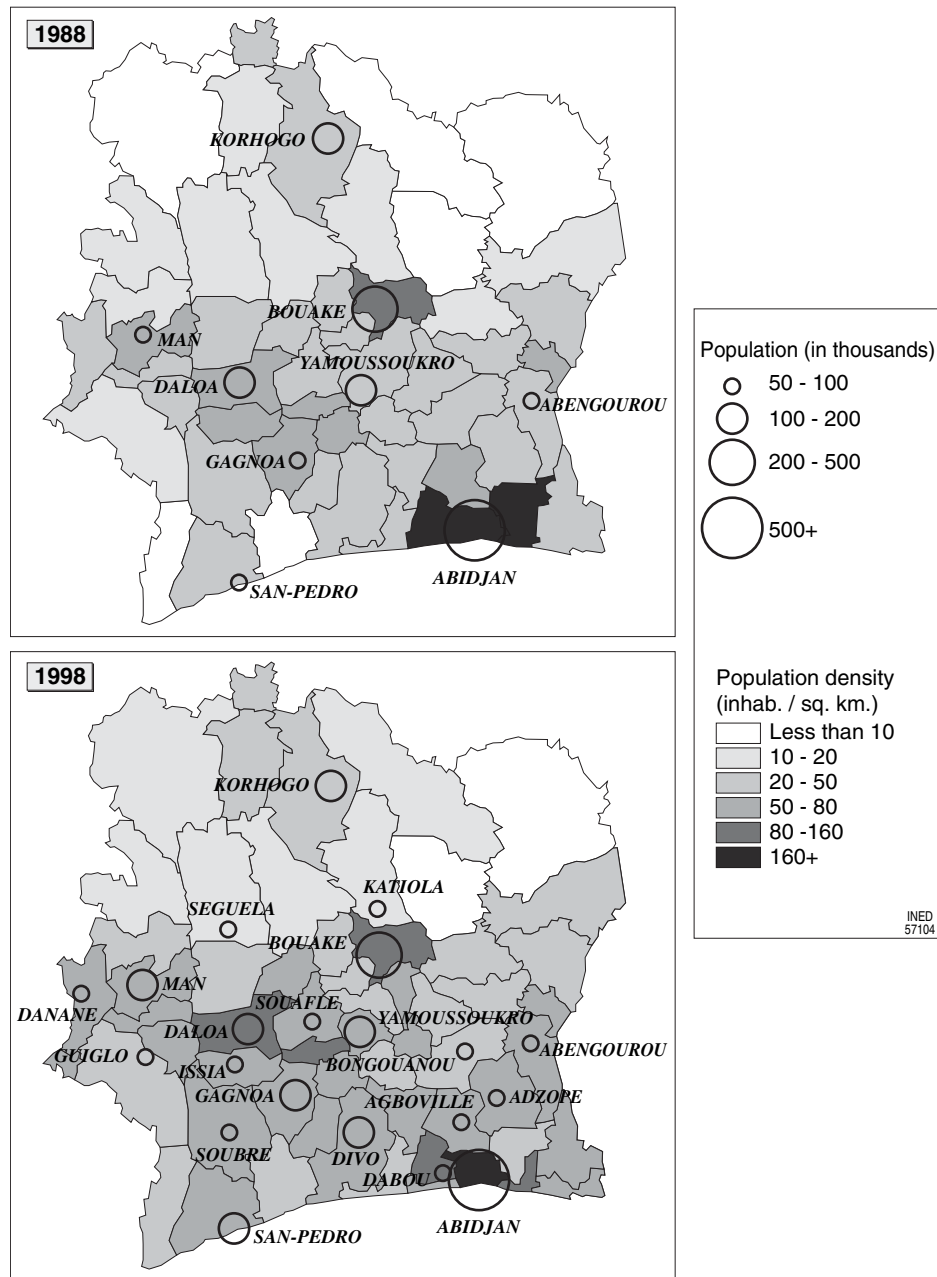 1988
KORHOGO
BOUAKE
MAN
YAMOUSSOUKRO
DALOA
ABENGOUROU
GAGNOA
ABIDJAN
SAN-PEDRO
1998
KORHOGO
KATIOLA
SEGUELA
BOUAKE
MAN
DANANE
SOUAFLE
YAMOUSSOUKRO
DALOA
ABENGOUROU
GUIGLO
BONGOUANOU
ISSIA
GAGNOA
AGBOVILLE
ADZOPE
SOUBRE
DIVO
DABOU
ABIDJAN
SAN-PEDRO
Population (in thousands)
50 - 100
100 - 200
200 - 500
500+
Population density
(inhab. / sq. km.)
Less than 10
10 - 20
20 - 50
50 - 80
80 -160
160+
INED
57104